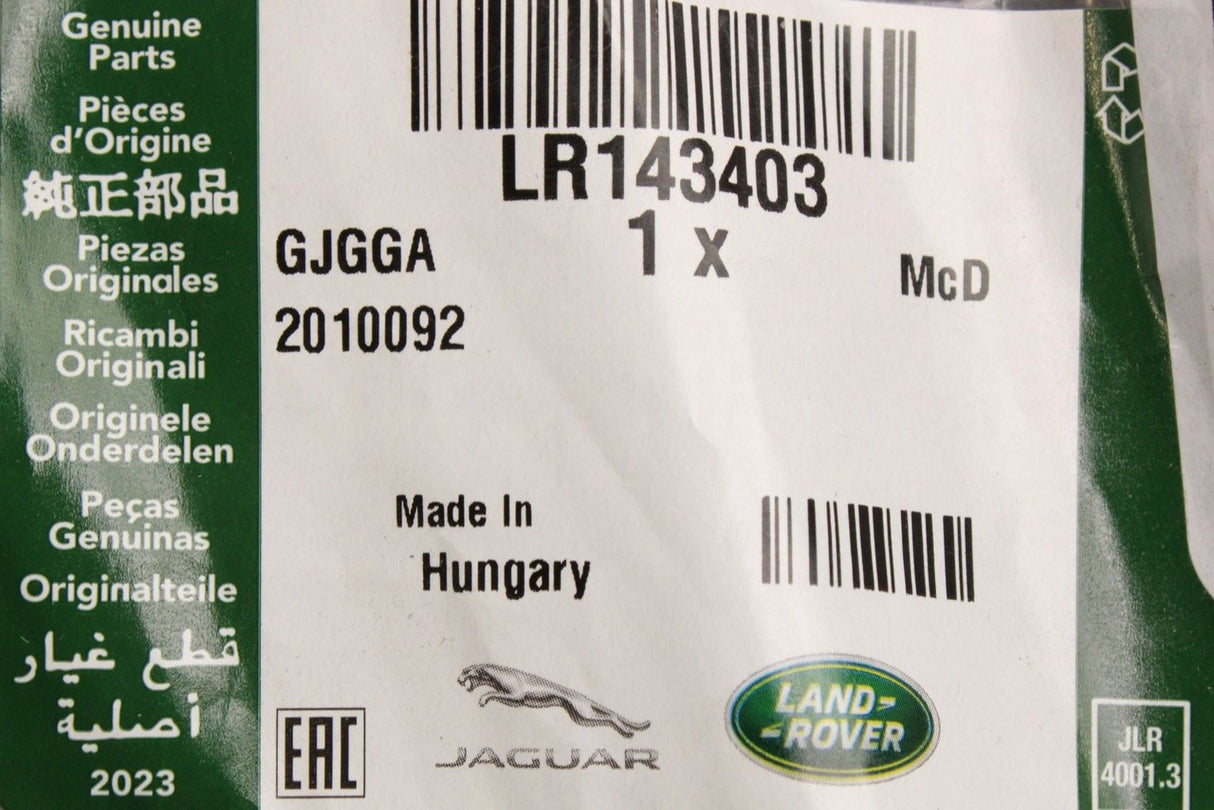 Genuine
Parts
Pièces
d'Origine
純正部品
Piezas
Originales
Ricambi
Originali
Originele
Onderdelen
Peças
Genuinas
Originalteile
قطع غيار
أصلية
2023
LR143403
1 x
GJGGA
McD
2010092
Made In
Hungary
EAC
JAGUAR
LAND-
-ROVER
JLR
4001.3